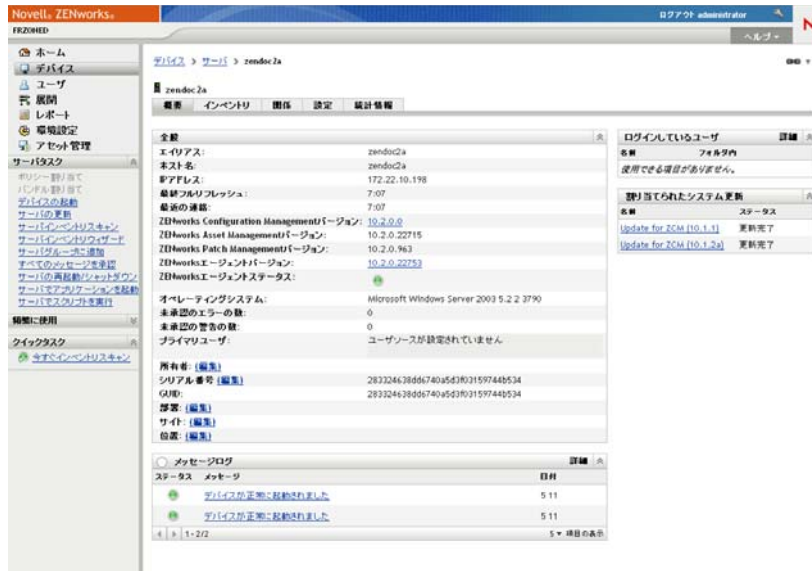 Novell® ZENworks®
ログアウト administrator
FRZONED
ヘルプ
ホーム
デバイス
ユーザ
展開
レポート
環境設定
アセット管理
サーバタスク
ポリシー割り当て
バンドル割り当て
デバイスの起動
サーバの更新
サーバインベントリスキャン
サーバインベントリウィザード
サーバグループに追加
すべてのメッセージを承認
サーバの再起動/シャットダウン
サーバでアプリケーションを起動
サーバでスクリプトを実行
頻繁に使用
クイックタスク
今すぐインベントリスキャン
デバイス > サーバ > zendoc2a
zendoc2a
概要 インベントリ 関係 設定 統計情報
全般
エイリアス: zendoc2a
ホスト名: zendoc2a
IPアドレス: 172.22.10.198
最終フルリフレッシュ: 7:07
最近の連絡: 7:07
ZENworks Configuration Managementバージョン: 10.2.0.0
ZENworks Asset Managementバージョン: 10.2.0.22715
ZENworks Patch Managementバージョン: 10.2.0.963
ZENworksエージェントバージョン: 10.2.0.22753
ZENworksエージェントステータス:
オペレーティングシステム: Microsoft Windows Server 2003 5.2 2 3790
未承認のエラーの数: 0
未承認の警告の数: 0
プライマリユーザ: ユーザソースが設定されていません
所有者: (編集)
シリアル番号 (編集) 283324638dd6740a5d3f03159744b534
GUID: 283324638dd6740a5d3f03159744b534
部署: (編集)
サイト: (編集)
位置: (編集)
メッセージログ 詳細
ステータス メッセージ 日付
デバイスが正常に起動されました 5 11
デバイスが正常に起動されました 5 11
1 - 2/2 5 項目の表示
ログインしているユーザ 詳細
名前 フォルダ内
使用できる項目がありません。
割り当てられたシステム更新
名前 ステータス
Update for ZCM (10.1.1) 更新完了
Update for ZCM (10.1.2a) 更新完了